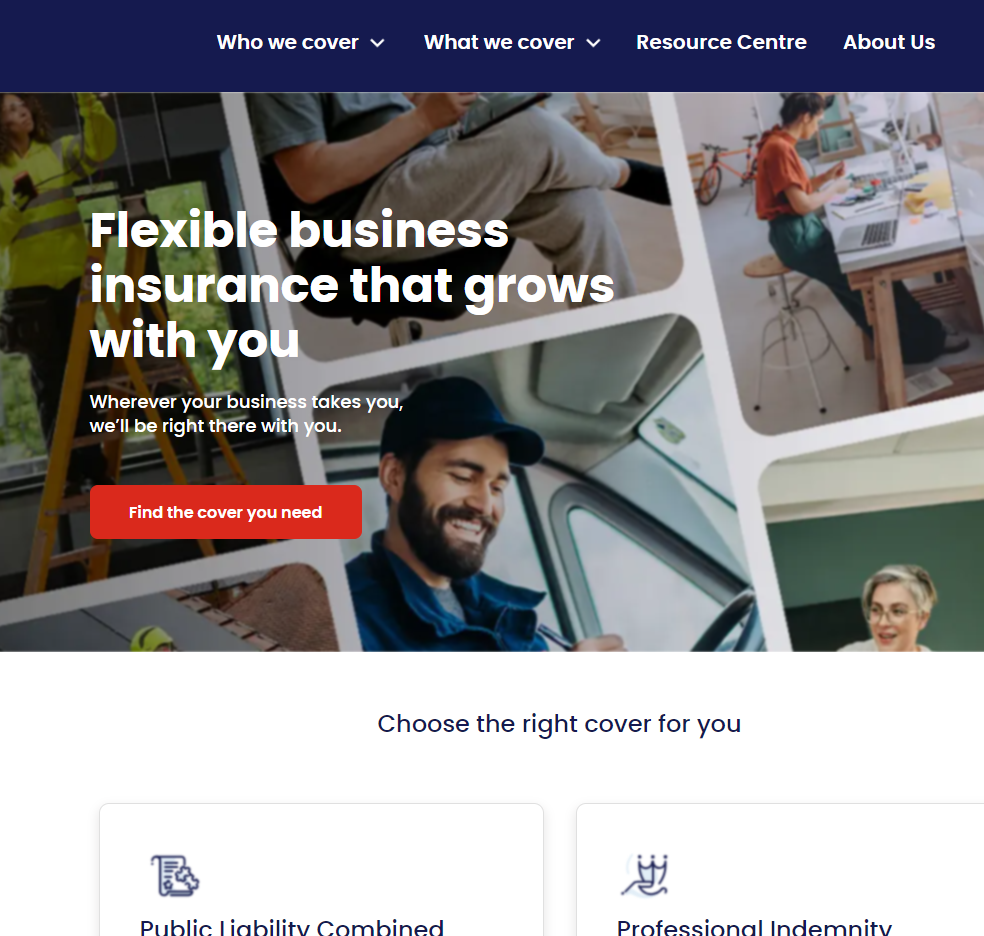 Who we cover What we cover Resource Centre About Us
Flexible business
insurance that grows
with you
Wherever your business takes you,
we’ll be right there with you.
Find the cover you need
Choose the right cover for you
Public Liability Combined Professional Indemnity